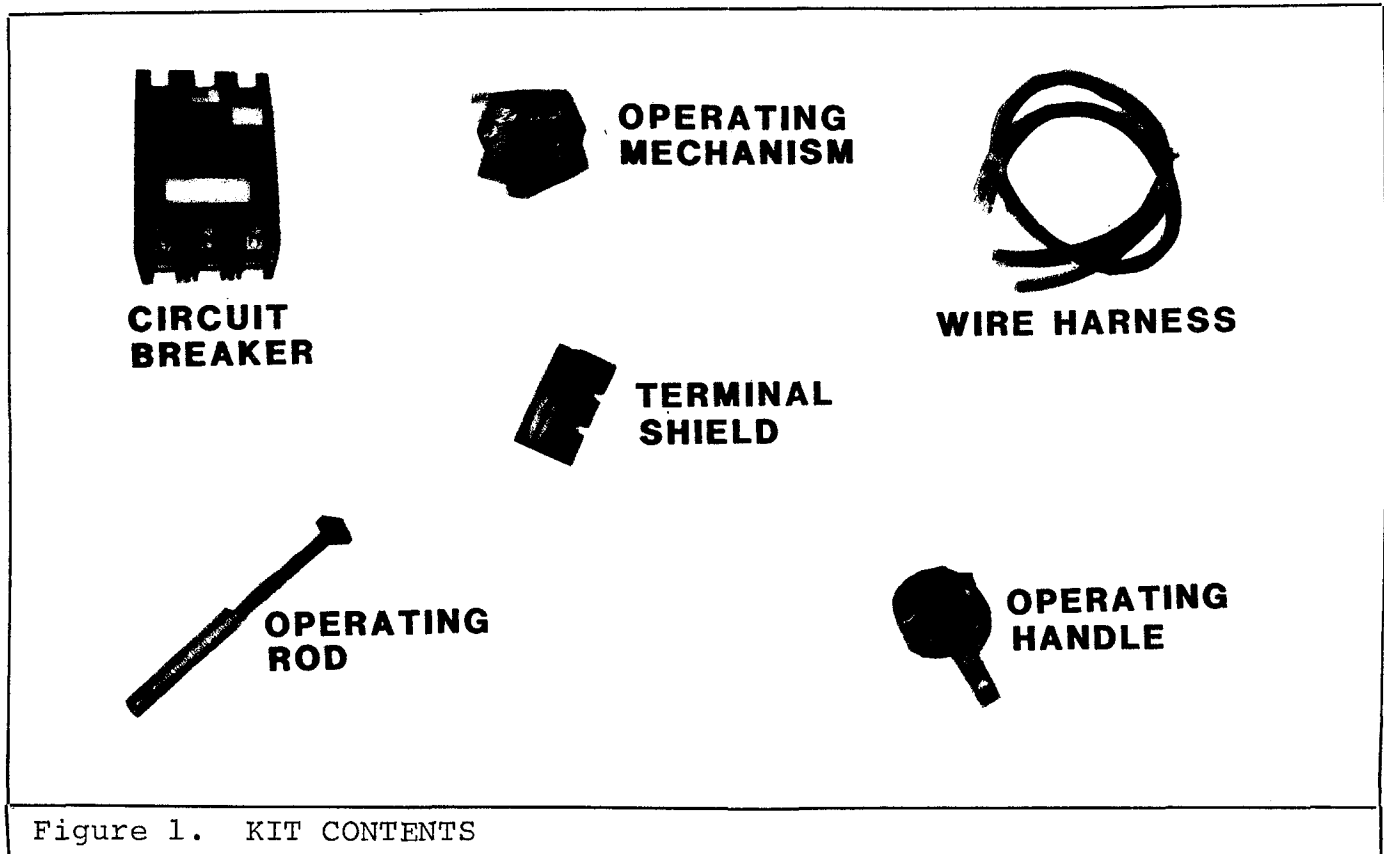 OPERATING
MECHANISM
CIRCUIT
BREAKER
WIRE HARNESS
TERMINAL
SHIELD
OPERATING
ROD
OPERATING
HANDLE
Figure 1. KIT CONTENTS